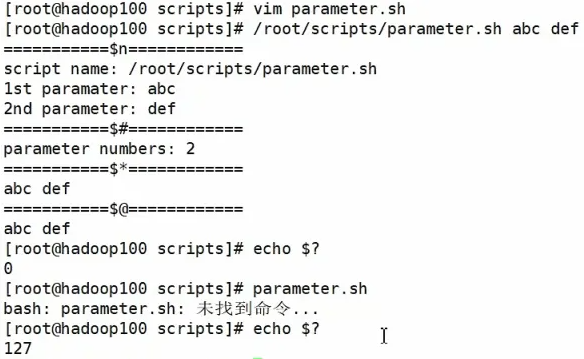 [root@hadoop100 scripts]# vim parameter.sh
[root@hadoop100 scripts]# /root/scripts/parameter.sh abc def
===========$n============
script name: /root/scripts/parameter.sh
1st paramater: abc
2nd parameter: def
===========$#============
parameter numbers: 2
===========$*============
abc def
===========$@============
abc def
[root@hadoop100 scripts]# echo $?
0
[root@hadoop100 scripts]# parameter.sh
bash: parameter.sh: 未找到命令...
[root@hadoop100 scripts]# echo $?
127